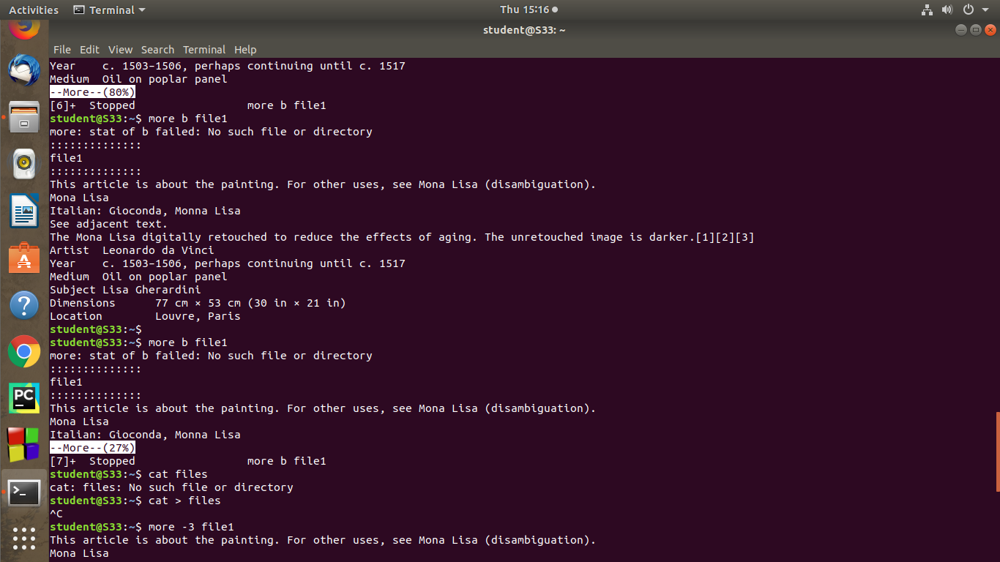 Activities Terminal Thu 15:16
student@S33: ~
File Edit View Search Terminal Help
Year    c. 1503–1506, perhaps continuing until c. 1517
Medium  Oil on poplar panel
--More--(80%)
[6]+  Stopped                 more b file1
student@S33:~$ more b file1
more: stat of b failed: No such file or directory
::::::::::::::
file1
::::::::::::::
This article is about the painting. For other uses, see Mona Lisa (disambiguation).
Mona Lisa
Italian: Gioconda, Monna Lisa
See adjacent text.
The Mona Lisa digitally retouched to reduce the effects of aging. The unretouched image is darker.[1][2][3]
Artist  Leonardo da Vinci
Year    c. 1503–1506, perhaps continuing until c. 1517
Medium  Oil on poplar panel
Subject Lisa Gherardini
Dimensions      77 cm × 53 cm (30 in × 21 in)
Location        Louvre, Paris
student@S33:~$
student@S33:~$ more b file1
more: stat of b failed: No such file or directory
::::::::::::::
file1
::::::::::::::
This article is about the painting. For other uses, see Mona Lisa (disambiguation).
Mona Lisa
Italian: Gioconda, Monna Lisa
--More--(27%)
[7]+  Stopped                 more b file1
student@S33:~$ cat files
cat: files: No such file or directory
student@S33:~$ cat > files
^C
student@S33:~$ more -3 file1
This article is about the painting. For other uses, see Mona Lisa (disambiguation).
Mona Lisa
PC